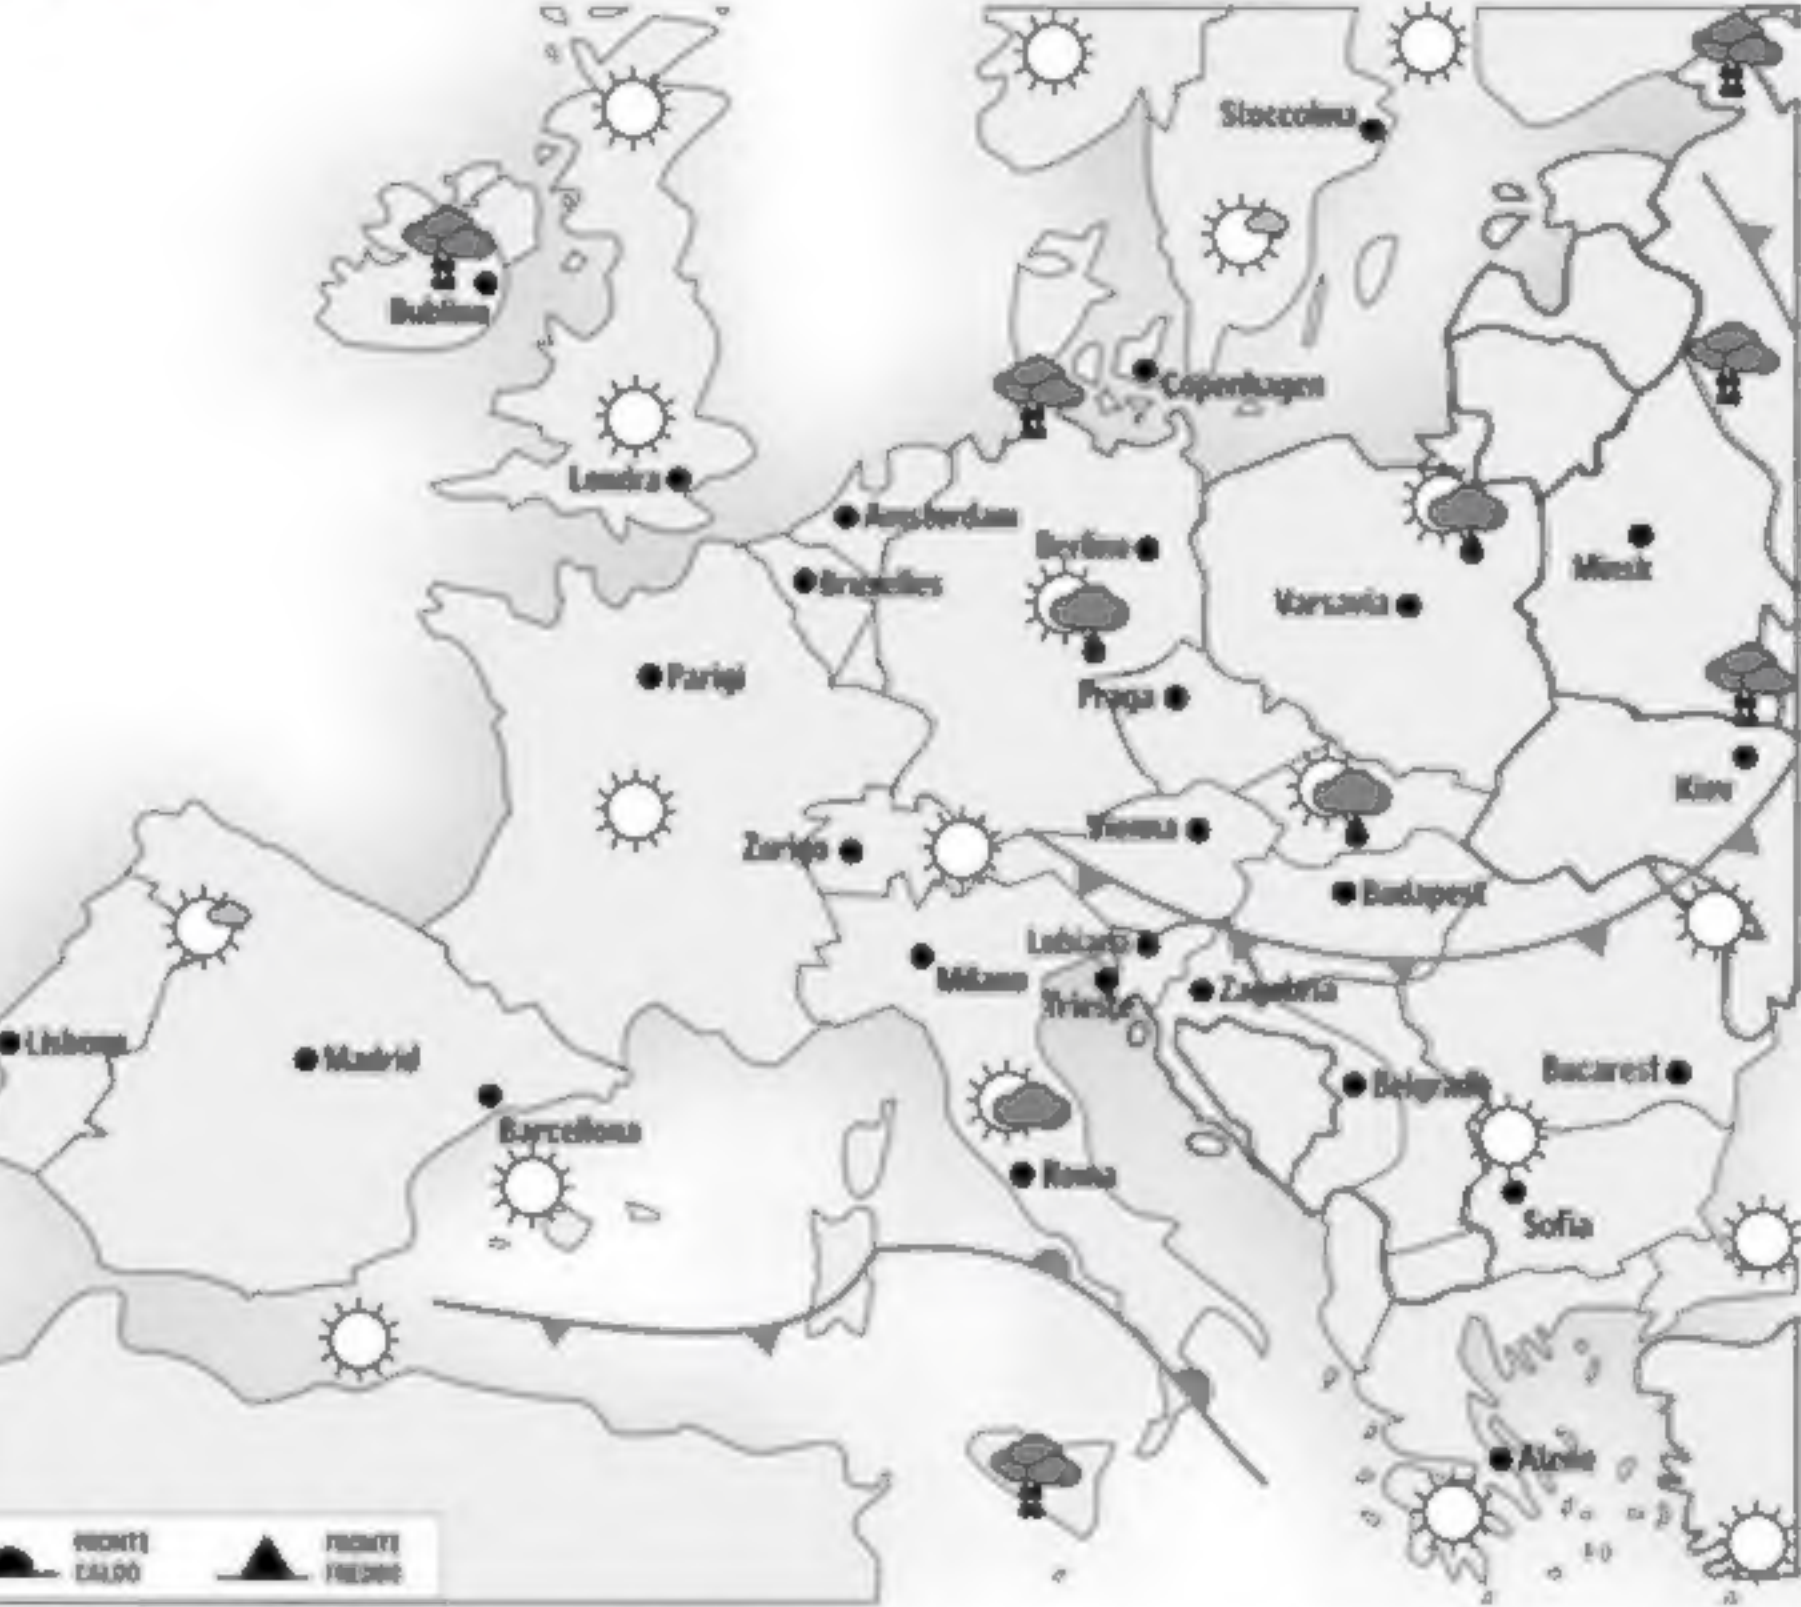 Stoccolma
Dublino
Copenhagen
Londra
Amsterdam
Berlino
Bruxelles
Minsk
Varsavia
Parigi
Praga
Kiev
Vienna
Zurigo
Budapest
Lubiana
Milano
Zagabria
Trieste
Lisbona
Madrid
Bucarest
Belgrado
Barcellona
Roma
Sofia
Atene
FRONTE FRONTE
CALDO FREDDO